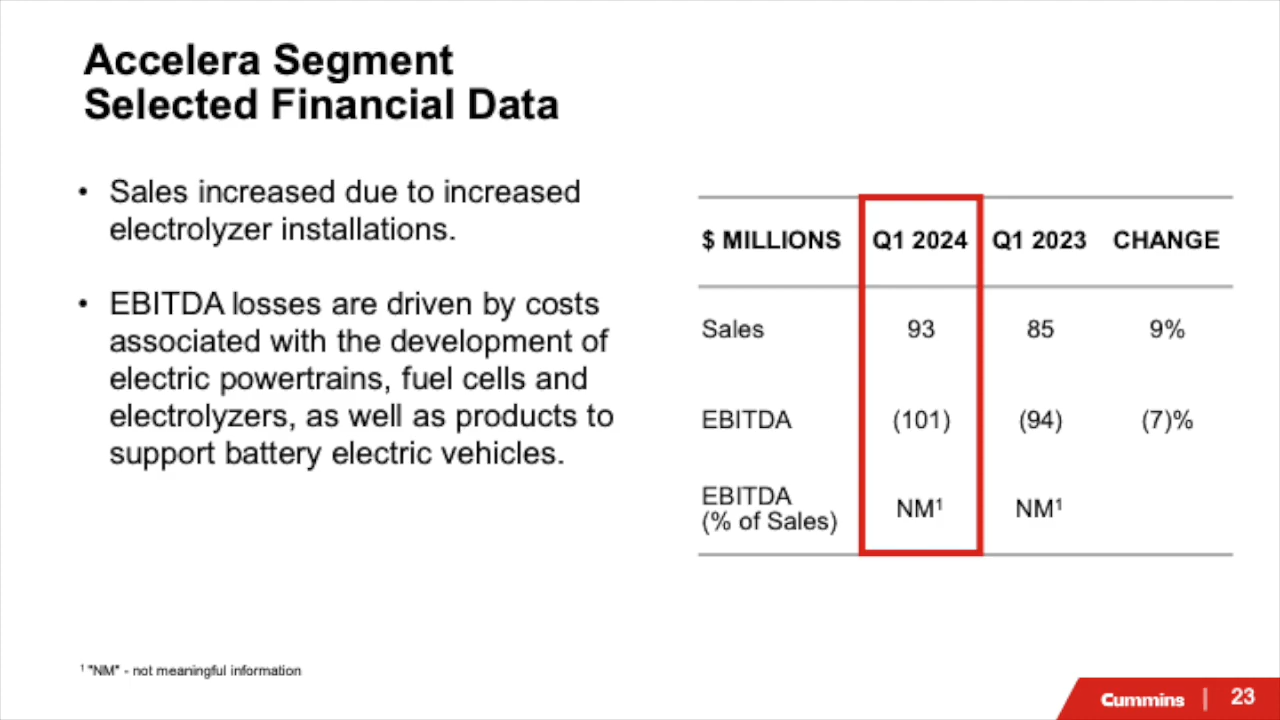 Accelera Segment
Selected Financial Data
• Sales increased due to increased
electrolyzer installations.
• EBITDA losses are driven by costs
associated with the development of
electric powertrains, fuel cells and
electrolyzers, as well as products to
support battery electric vehicles.
$ MILLIONS Q1 2024 Q1 2023 CHANGE
Sales 93 85 9%
EBITDA (101) (94) (7)%
EBITDA
(% of Sales) NM¹ NM¹
¹ "NM" - not meaningful information
Cummins | 23